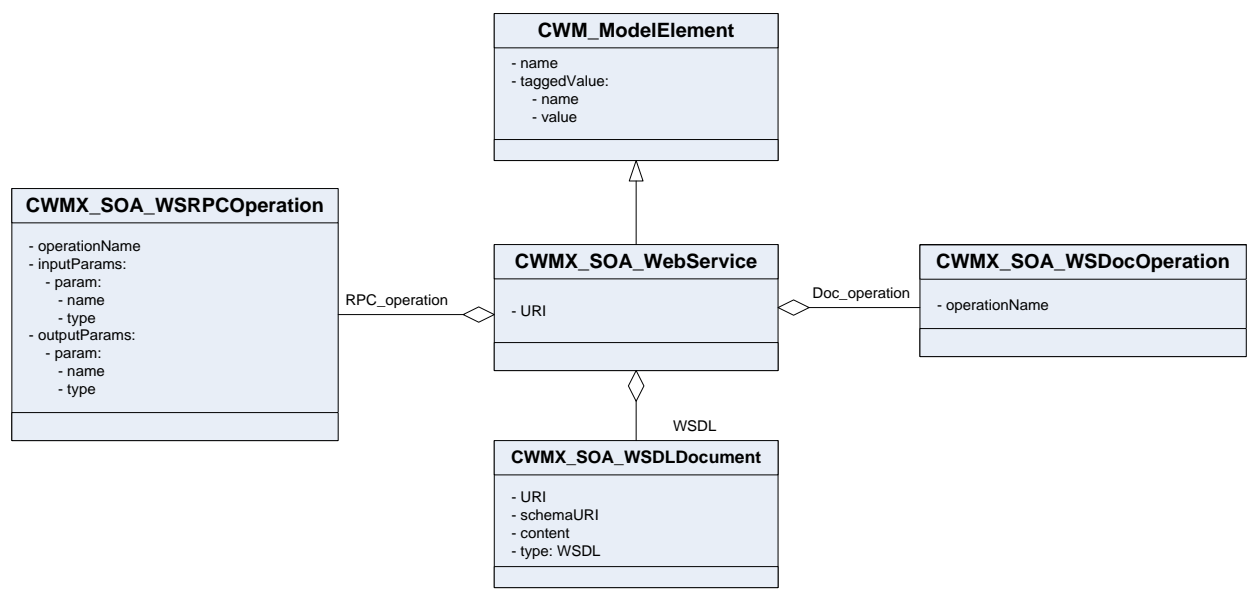 CWM_ModelElement
- name
- taggedValue:
- name
- value
CWMX_SOA_WSRPCOperation
- operationName
- inputParams:
- param:
- name
- type
- outputParams:
- param:
- name
- type
RPC_operation
CWMX_SOA_WebService
- URI
Doc_operation
CWMX_SOA_WSDocOperation
- operationName
WSDL
CWMX_SOA_WSDLDocument
- URI
- schemaURI
- content
- type: WSDL